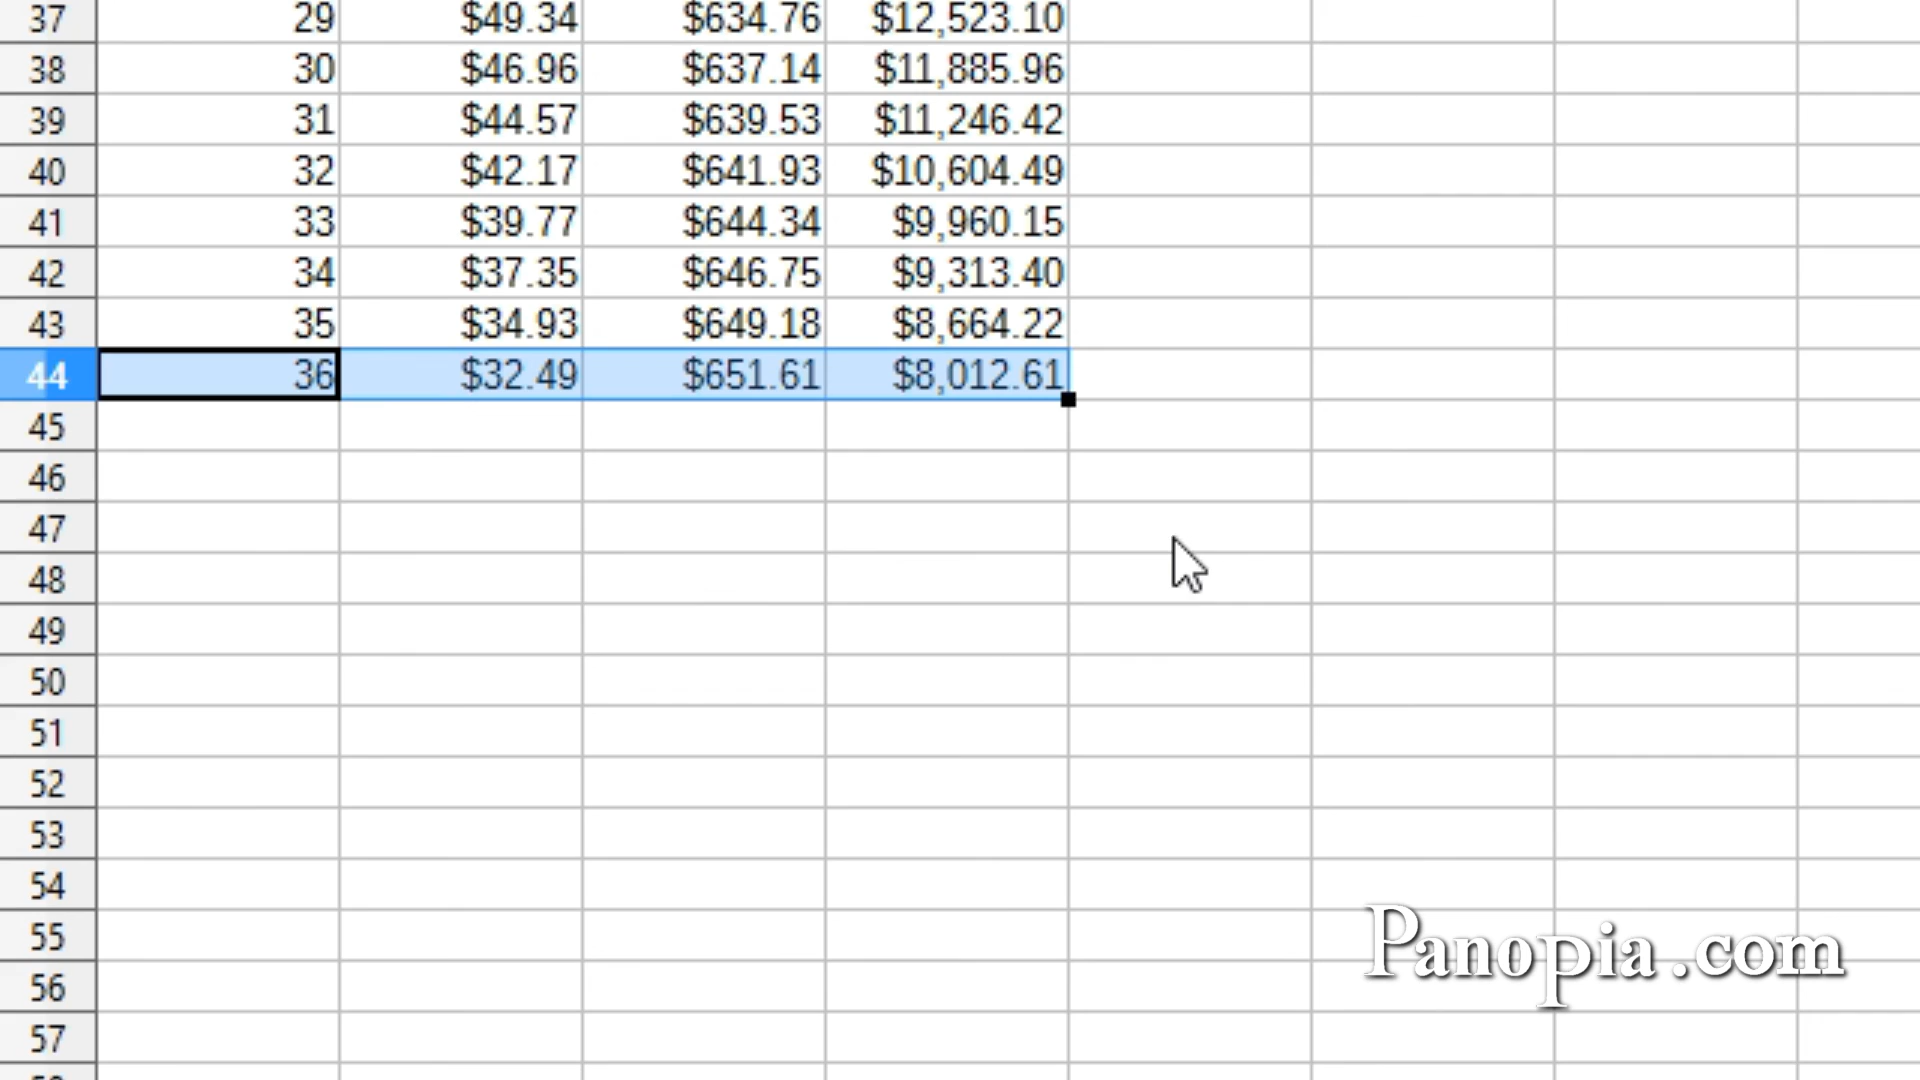 37 29 $49.34 $634.76 $12,523.10
38 30 $46.96 $637.14 $11,885.96
39 31 $44.57 $639.53 $11,246.42
40 32 $42.17 $641.93 $10,604.49
41 33 $39.77 $644.34 $9,960.15
42 34 $37.35 $646.75 $9,313.40
43 35 $34.93 $649.18 $8,664.22
44 36 $32.49 $651.61 $8,012.61
45
46
47
48
49
50
51
52
53
54
55
56
57
Panopia.com